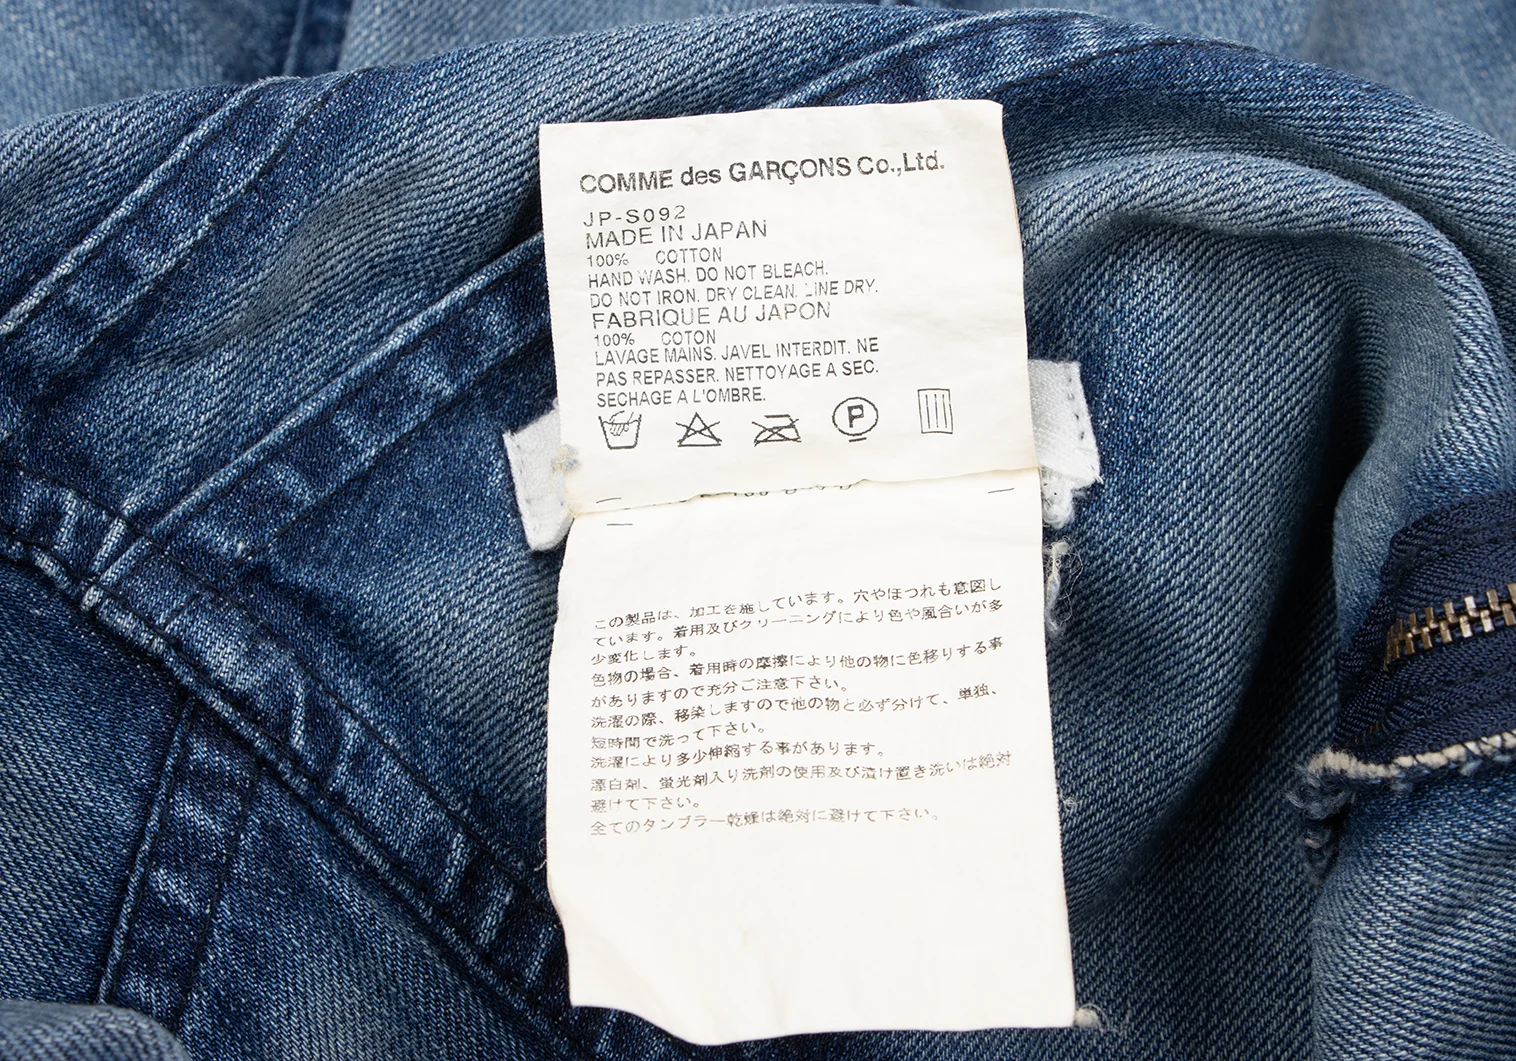 COMME des GARÇONS Co.,Ltd.
JP-S092
MADE IN JAPAN
100% COTTON
HAND WASH. DO NOT BLEACH.
DO NOT IRON. DRY CLEAN. LINE DRY.
FABRIQUE AU JAPON
100% COTON
LAVAGE MAINS. JAVEL INTERDIT. NE
PAS REPASSER. NETTOYAGE A SEC.
SECHAGE A L'OMBRE.
P
この製品は、加工を施しています。穴やほつれも意図し
ています。着用及びクリーニングにより色や風合いが多
少変化します。
色物の場合、着用時の摩擦により他の物に色移りする事
がありますので充分ご注意下さい。
洗濯の際、移染しますので他の物と必ず分けて、単独、
短時間で洗って下さい。
洗濯により多少伸縮する事があります。
漂白剤、蛍光剤入り洗剤の使用及び漬け置き洗いは絶対
避けて下さい。
全てのタンブラー乾燥は絶対に避けて下さい。